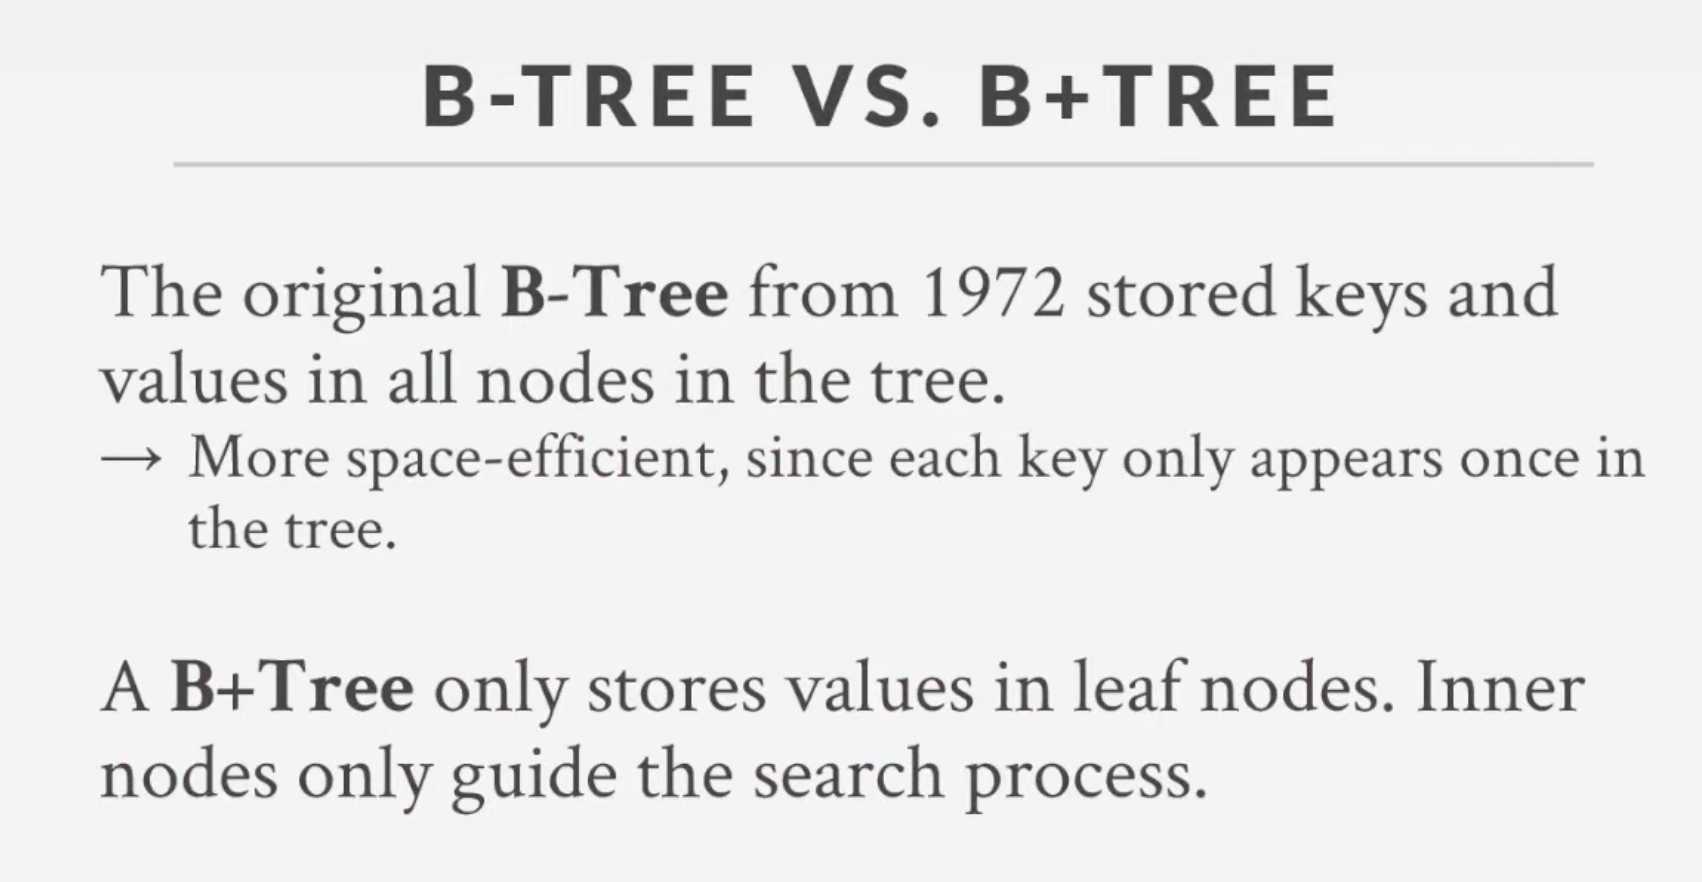 B-TREE VS. B+TREE
The original B-Tree from 1972 stored keys and
values in all nodes in the tree.
→ More space-efficient, since each key only appears once in
the tree.
A B+Tree only stores values in leaf nodes. Inner
nodes only guide the search process.